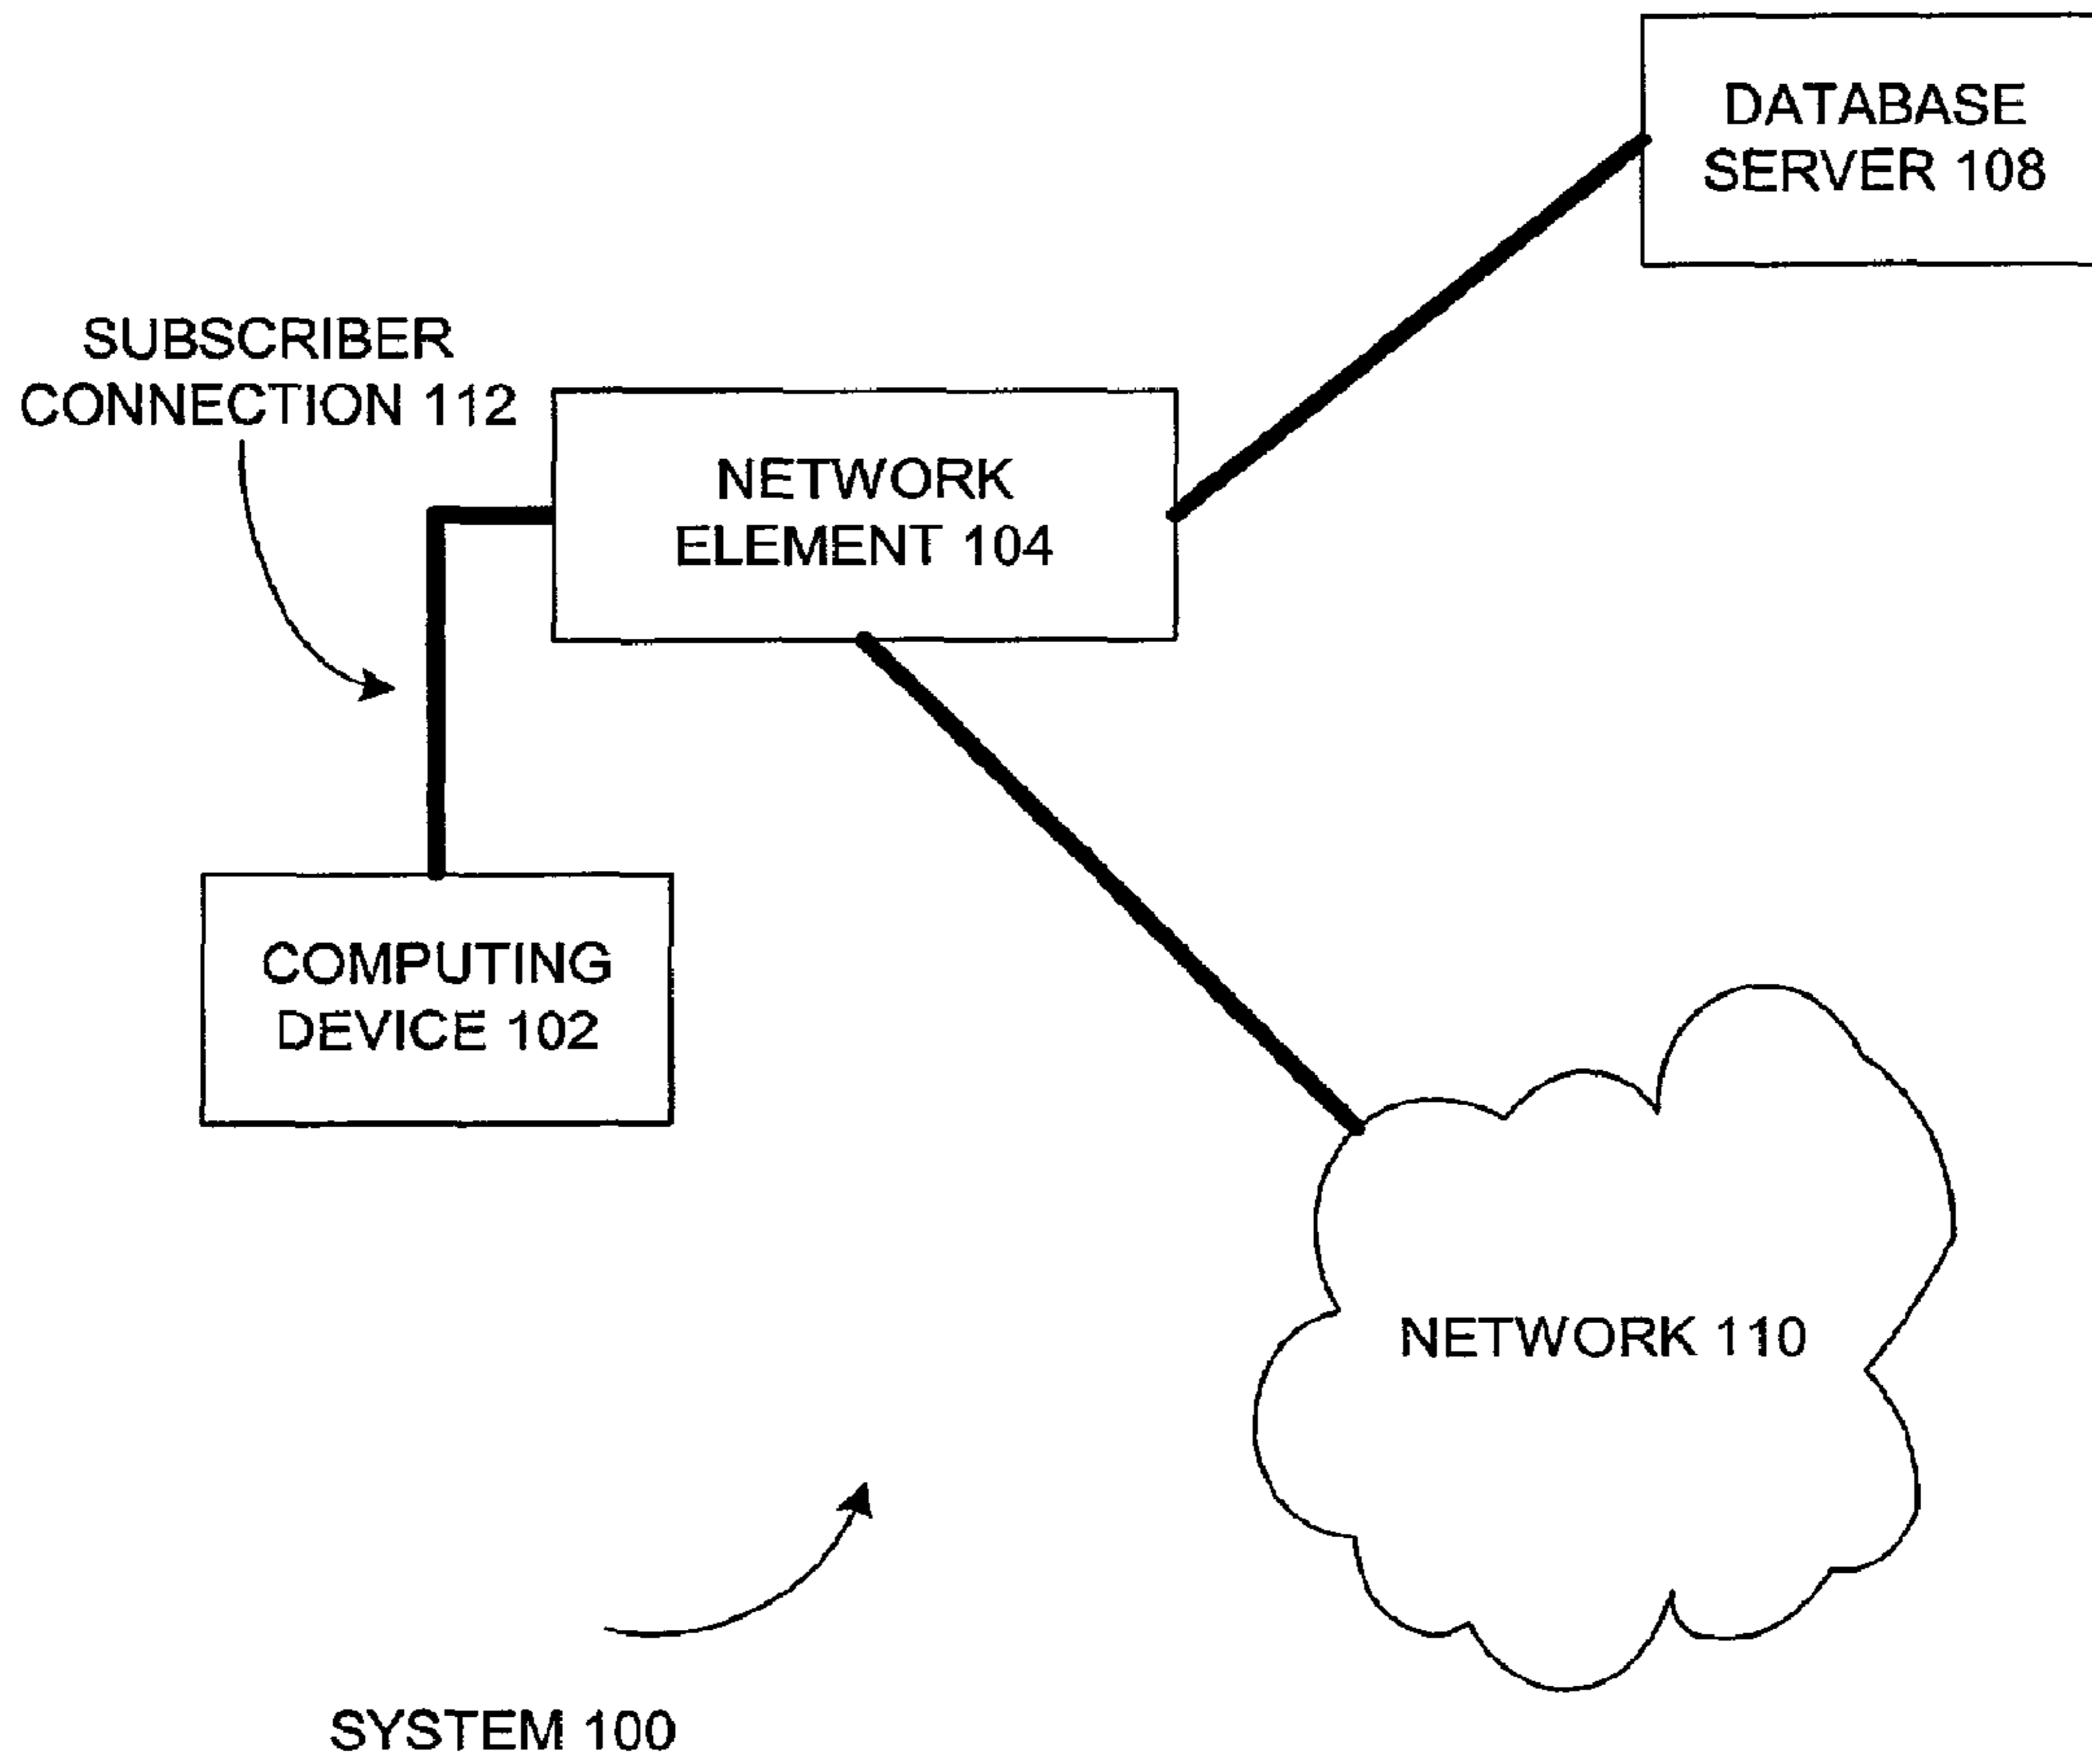 DATABASE
SERVER 108
SUBSCRIBER
CONNECTION 112
NETWORK
ELEMENT 104
COMPUTING
DEVICE 102
NETWORK 110
SYSTEM 100